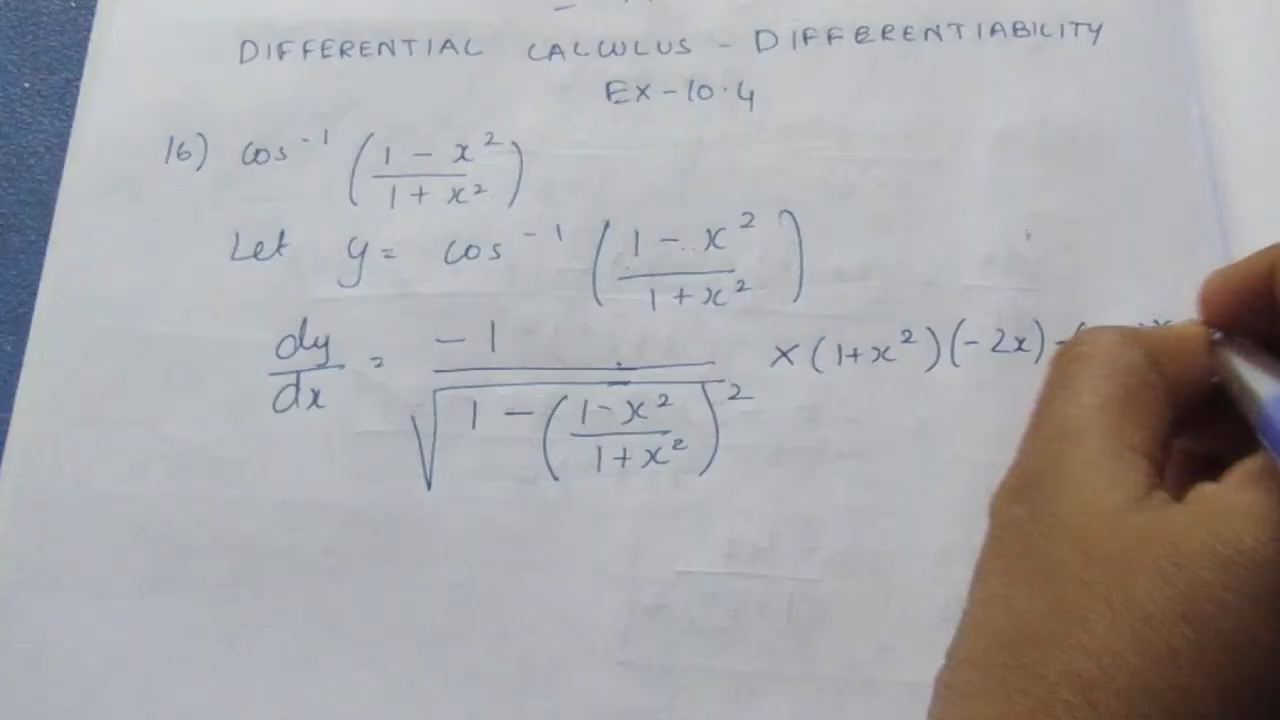 DIFFERENTIAL CALCULUS - DIFFERENTIABILITY
EX-10.4
16) cos⁻¹ ((1 - x²)/(1 + x²))
Let y = cos⁻¹ ((1 - x²)/(1 + x²))
dy/dx = -1/√(1 - ((1-x²)/(1+x²))²) × (1+x²)(-2x) - (